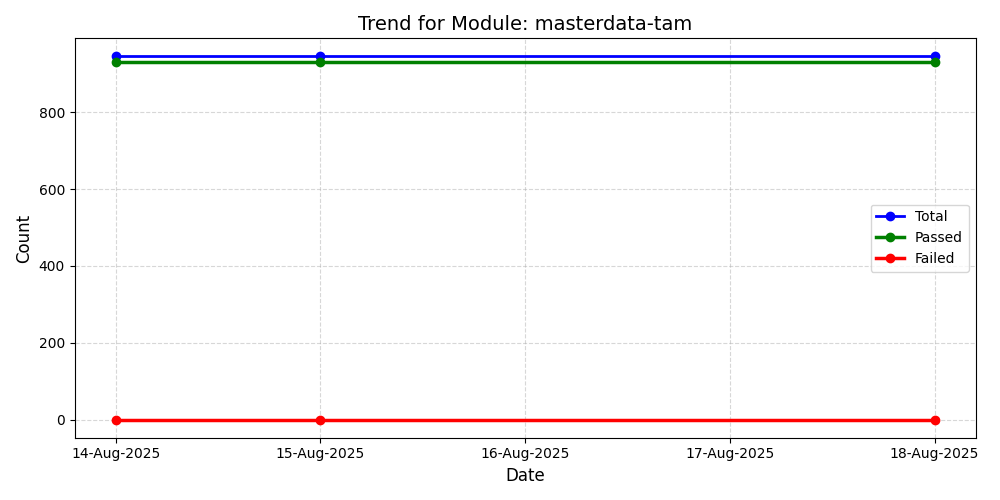 Trend for Module: masterdata-tam
Count
800
600
400
200
0
Total
Passed
Failed
14-Aug-2025
15-Aug-2025
16-Aug-2025
17-Aug-2025
18-Aug-2025
Date